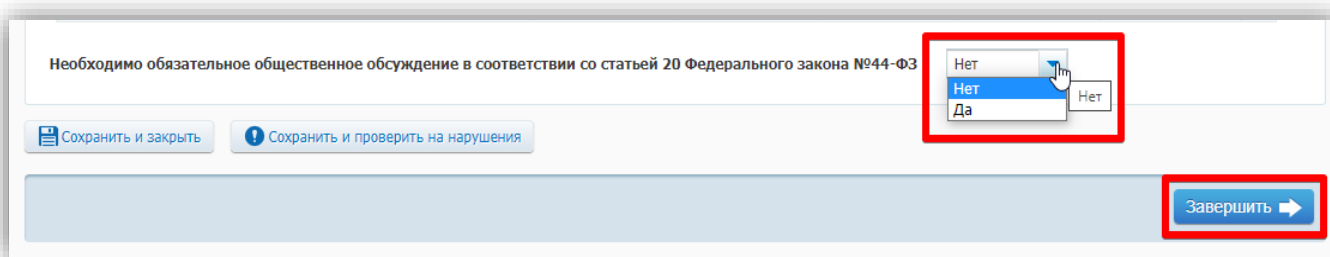 Необходимо обязательное общественное обсуждение в соответствии со статьей 20 Федерального закона №44-ФЗ Нет
Нет
Нет
Да
Сохранить и закрыть Сохранить и проверить на нарушения
Завершить